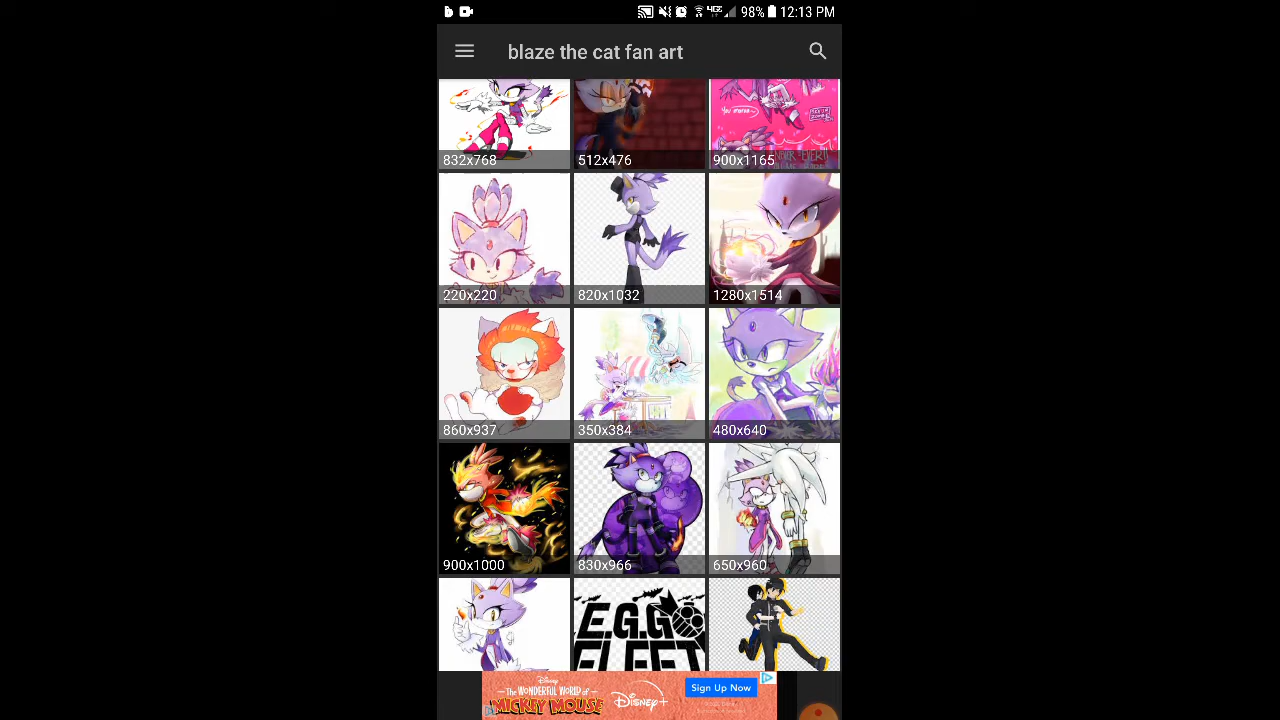 98% 12:13 PM
blaze the cat fan art
832x768
512x476
900x1165
220x220
820x1032
1280x1514
860x937
350x384
480x640
900x1000
830x966
650x960
E.G.G
FLEET
Disney
THE WONDERFUL WORLD OF
MICKEY MOUSE
Disney+
Sign Up Now